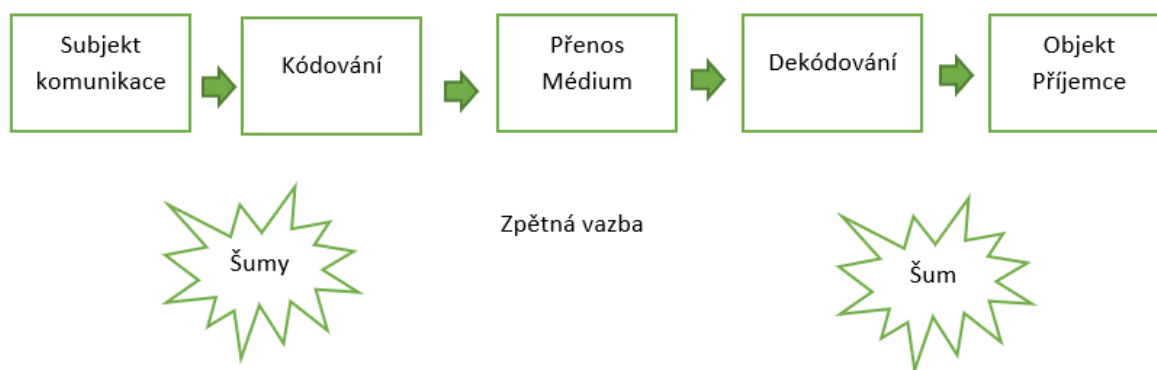 Subjekt
komunikace
Kódování
Přenos
Médium
Dekódování
Objekt
Příjemce
Šumy
Zpětná vazba
Šum